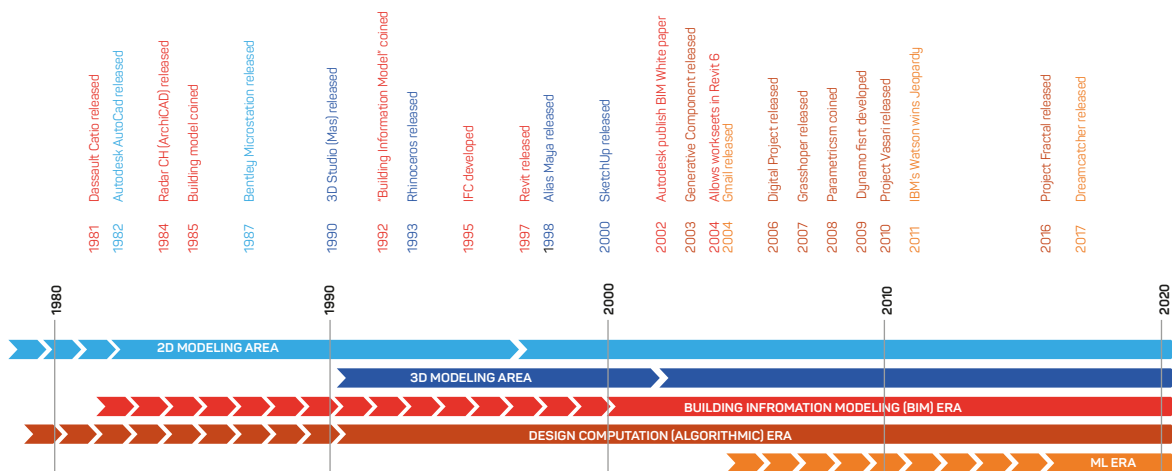 1981 Dassault Catio released
1982 Autodesk AutoCad released
1984 Radar CH (ArchiCAD) released
1985 Building model coined
1987 Bentley Microstation released
1990 3D Studio (Mas) released
1992 "Building Information Model" coined
1993 Rhinoceros released
1995 IFC developed
1997 Revit released
1998 Alias Maya released
2000 SketchUp released
2002 Autodesk publish BIM White paper
2003 Generative Component released
2004 Allows worksets in Revit 6
2004 Gmail released
2006 Digital Project released
2007 Grasshoper released
2008 Parametricsm coined
2009 Dynamo fisrt developed
2010 Project Vasari released
2011 IBM's Watson wins Jeopardy
2016 Project Fractal released
2017 Dreamcatcher released
1980
1990
2000
2010
2020
2D MODELING AREA
3D MODELING AREA
BUILDING INFROMATION MODELING (BIM) ERA
DESIGN COMPUTATION (ALGORITHMIC) ERA
ML ERA